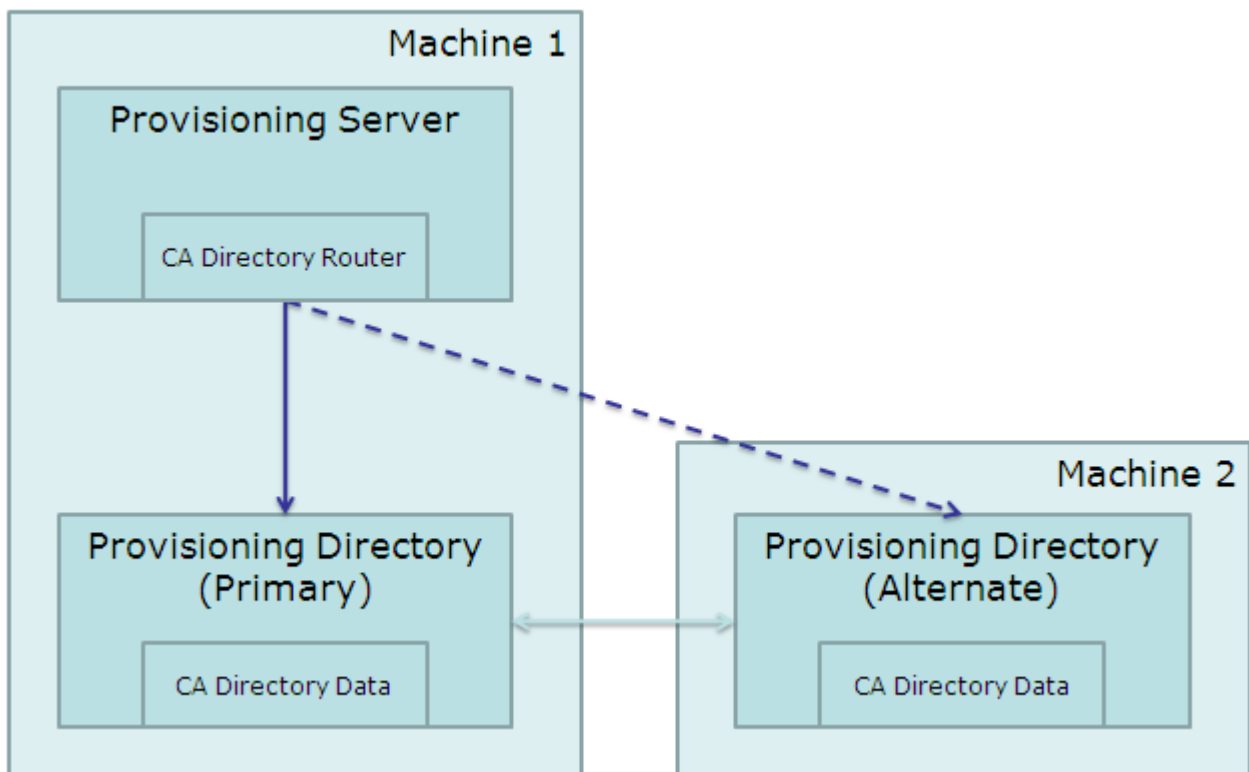 Machine 1
Provisioning Server
CA Directory Router
Provisioning Directory
(Primary)
CA Directory Data
Machine 2
Provisioning Directory
(Alternate)
CA Directory Data